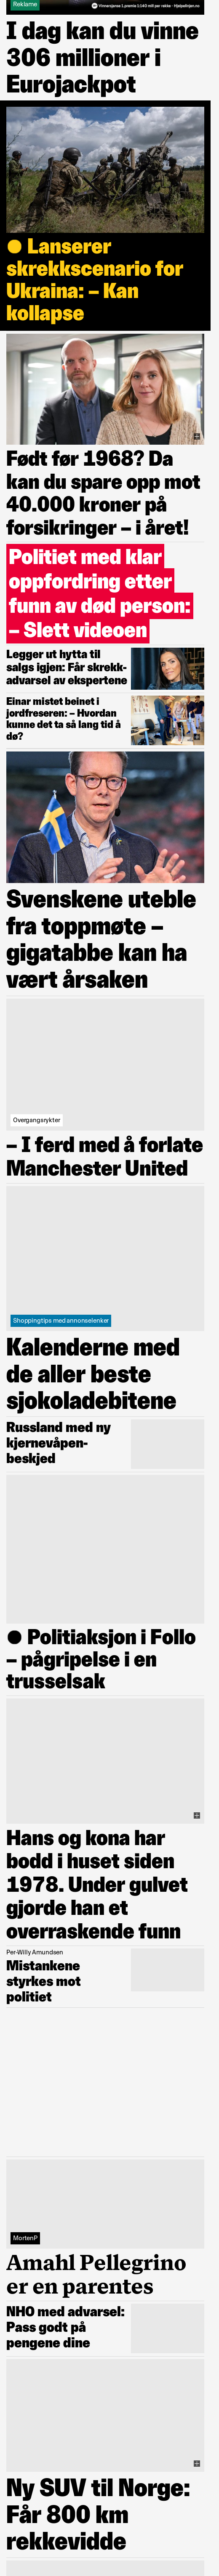 Reklame
Vinnersjanse 1.premie 1:140 mill per rekke - Hjelpelinjen.no
I dag kan du vinne
306 millioner i
Eurojackpot
● Lanserer
skrekkscenario for
Ukraina: – Kan
kollapse
Født før 1968? Da
kan du spare opp mot
40.000 kroner på
forsikringer – i året!
Politiet med klar
oppfordring etter
funn av død person:
– Slett videoen
Legger ut hytta til
salgs igjen: Får skrekk-
advarsel av ekspertene
Einar mistet beinet i
jordfreseren: – Hvordan
kunne det ta så lang tid å
dø?
Svenskene uteble
fra toppmøte –
gigatabbe kan ha
vært årsaken
Overgangsrykter
– I ferd med å forlate
Manchester United
Shoppingtips med annonselenker
Kalenderne med
de aller beste
sjokoladebitene
Russland med ny
kjernevåpen-
beskjed
● Politiaksjon i Follo
– pågripelse i en
trusselsak
Hans og kona har
bodd i huset siden
1978. Under gulvet
gjorde han et
overraskende funn
Per-Willy Amundsen
Mistankene
styrkes mot
politiet
MortenP
Amahl Pellegrino
er en parentes
NHO med advarsel:
Pass godt på
pengene dine
Ny SUV til Norge:
Får 800 km
rekkevidde